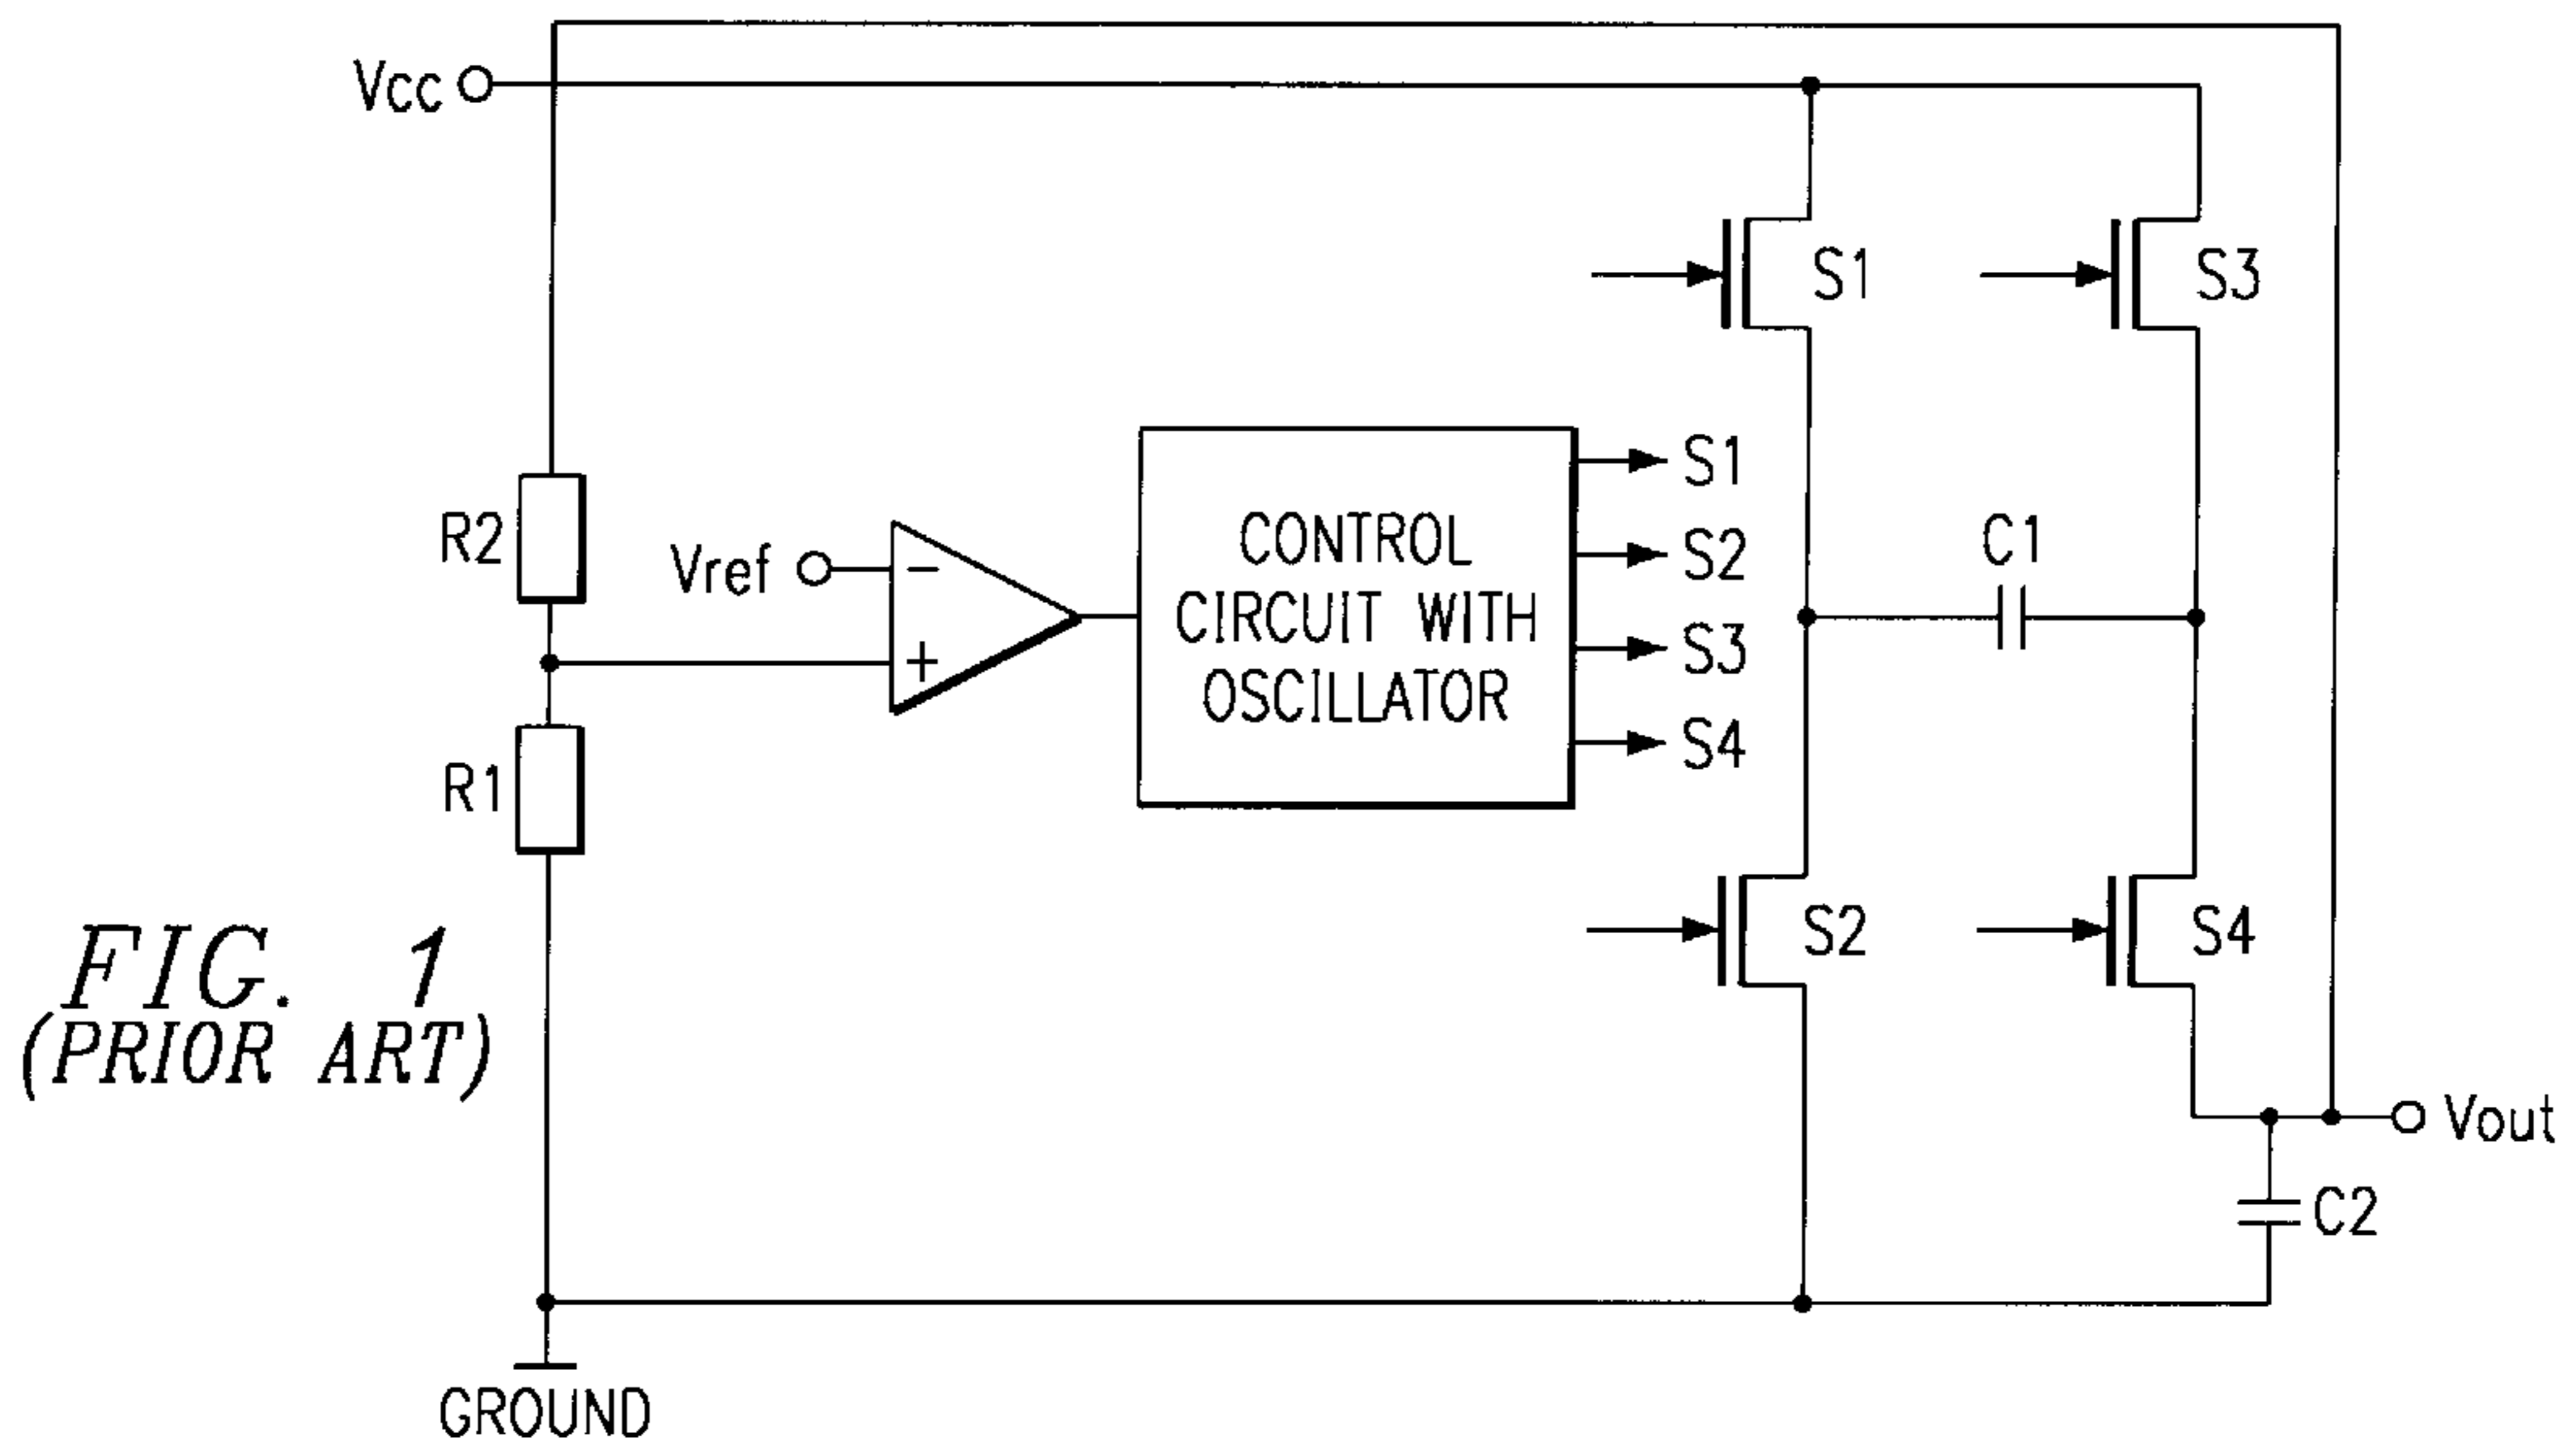 Vcc
S1
S3
R2
Vref
−
+
CONTROL
CIRCUIT WITH
OSCILLATOR
S1
S2
S3
S4
C1
R1
S2
S4
FIG. 1
(PRIOR ART)
Vout
C2
GROUND